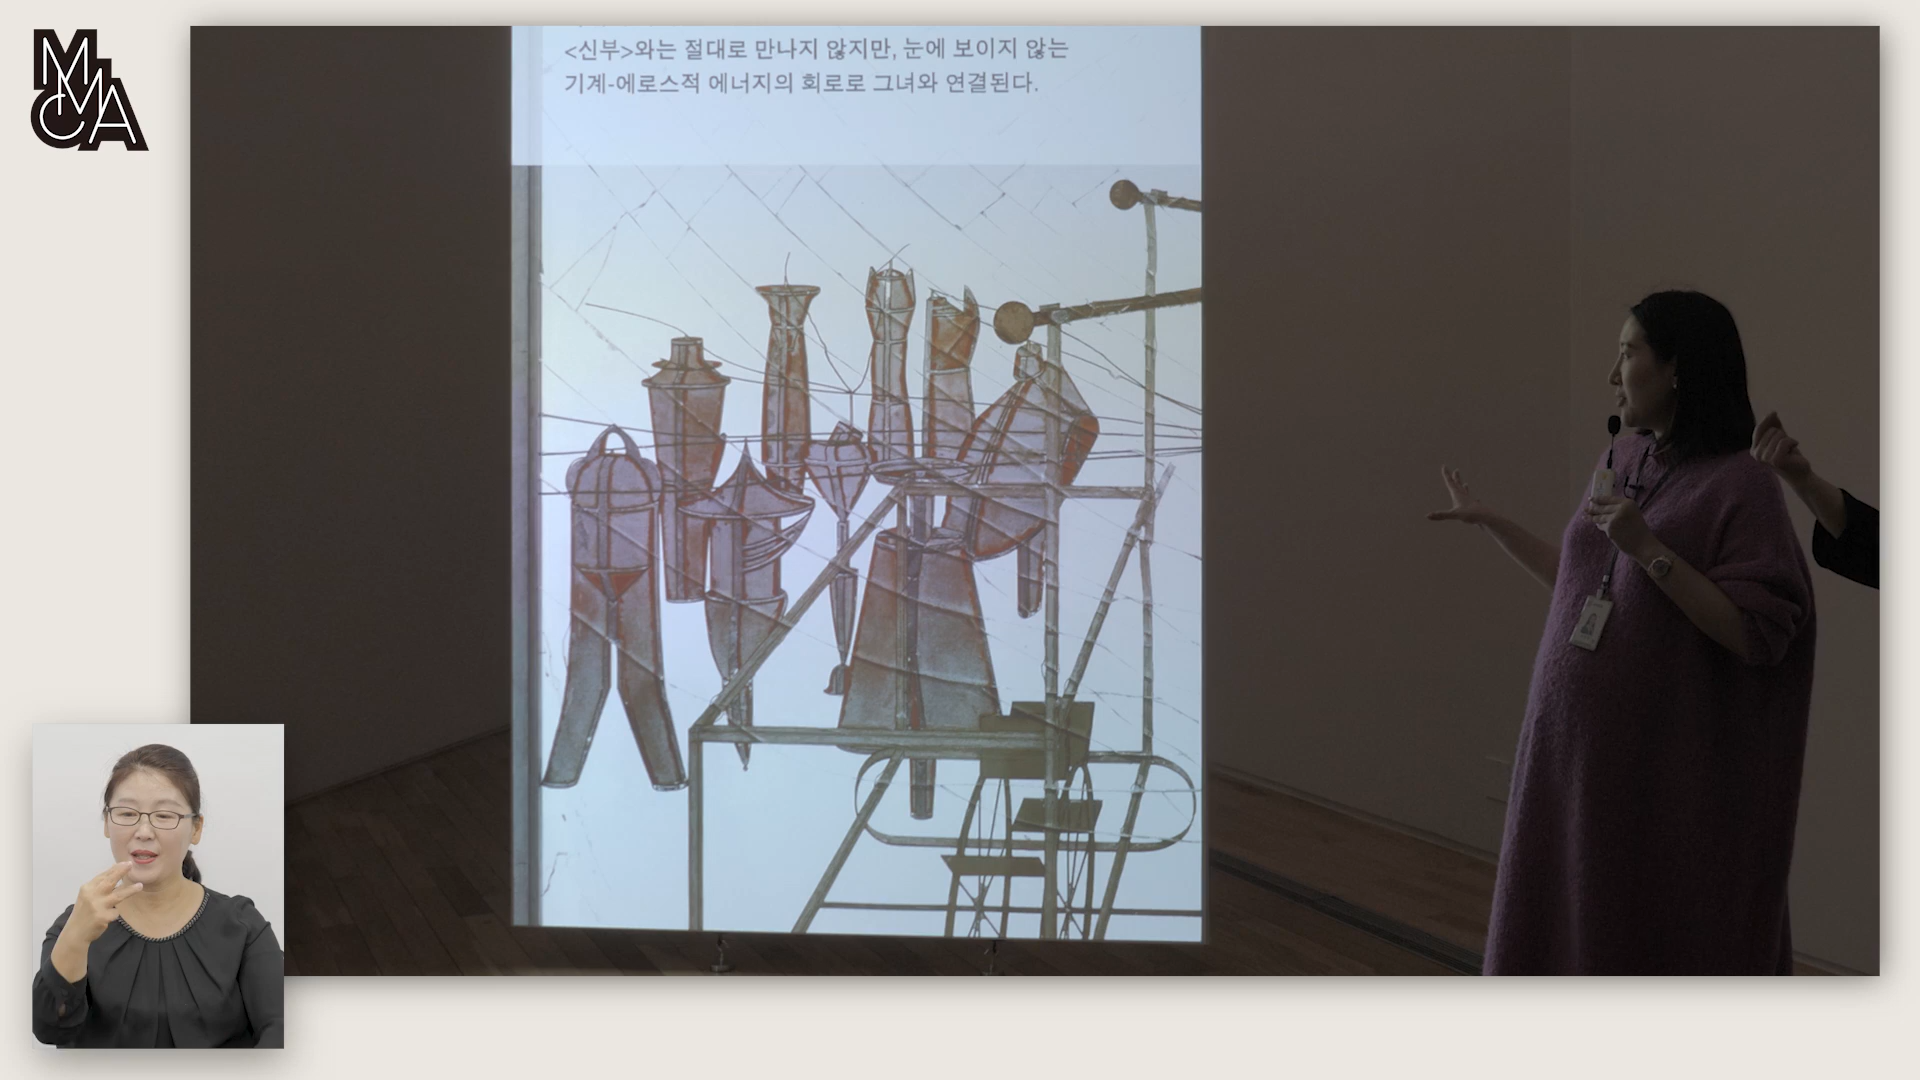 MMCA
<신부>와는 절대로 만나지 않지만, 눈에 보이지 않는
기계-에로스적 에너지의 회로로 그녀와 연결된다.